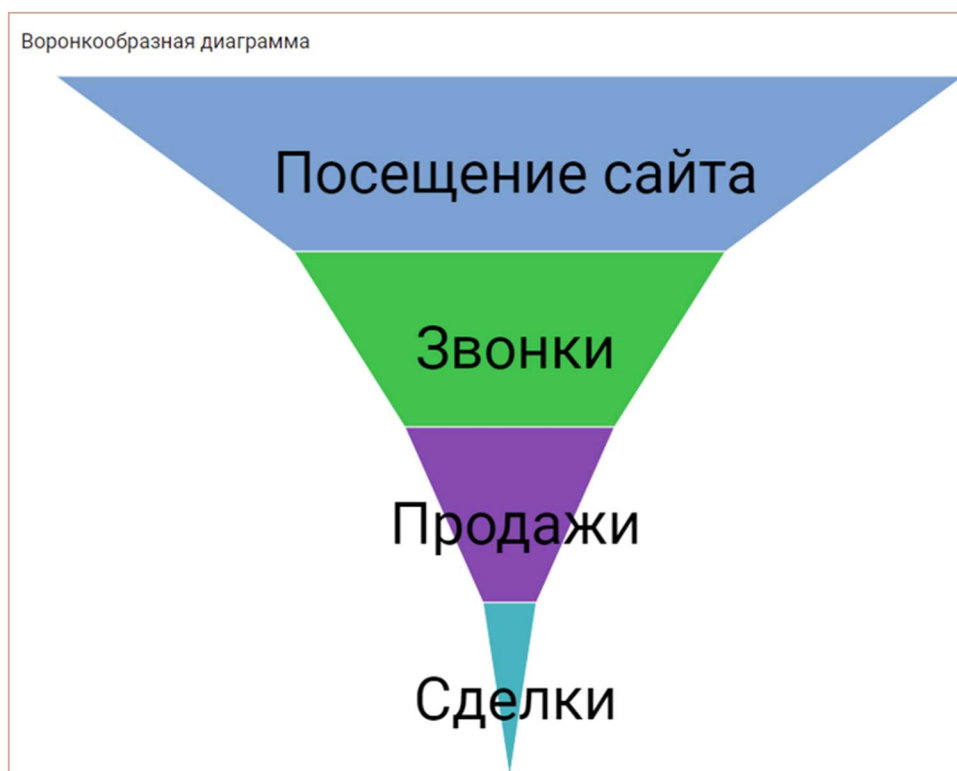 Воронкообразная диаграмма
Посещение сайта
Звонки
Продажи
Сделки